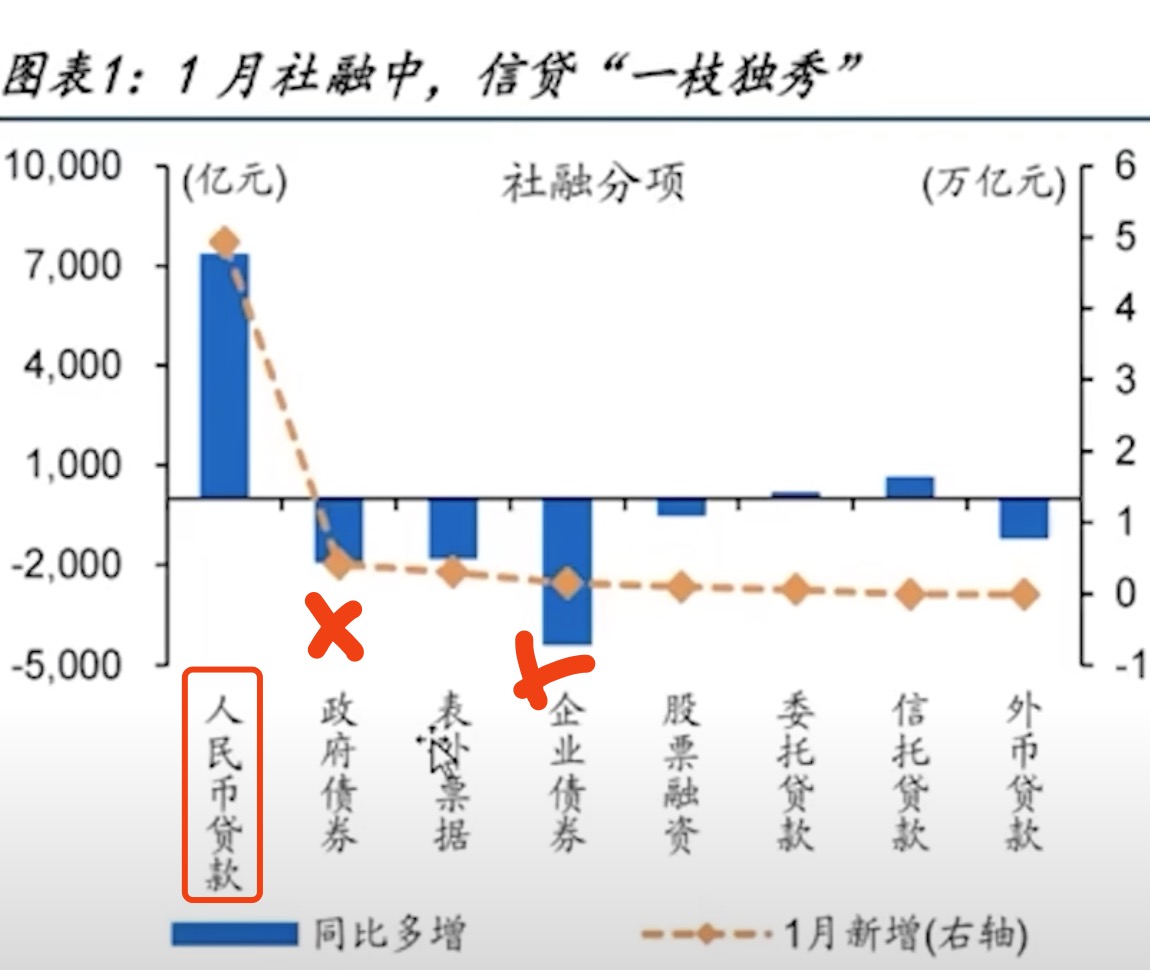 图表1：1 月社融中，信贷“一枝独秀”
(亿元)
社融分项
(万亿元)
10,000
7,000
4,000
1,000
-2,000
-5,000
6
5
4
3
2
1
0
-1
人民币贷款
政府债券
表外票据
企业债券
股票融资
委托贷款
信托贷款
外币贷款
同比多增
1月新增(右轴)